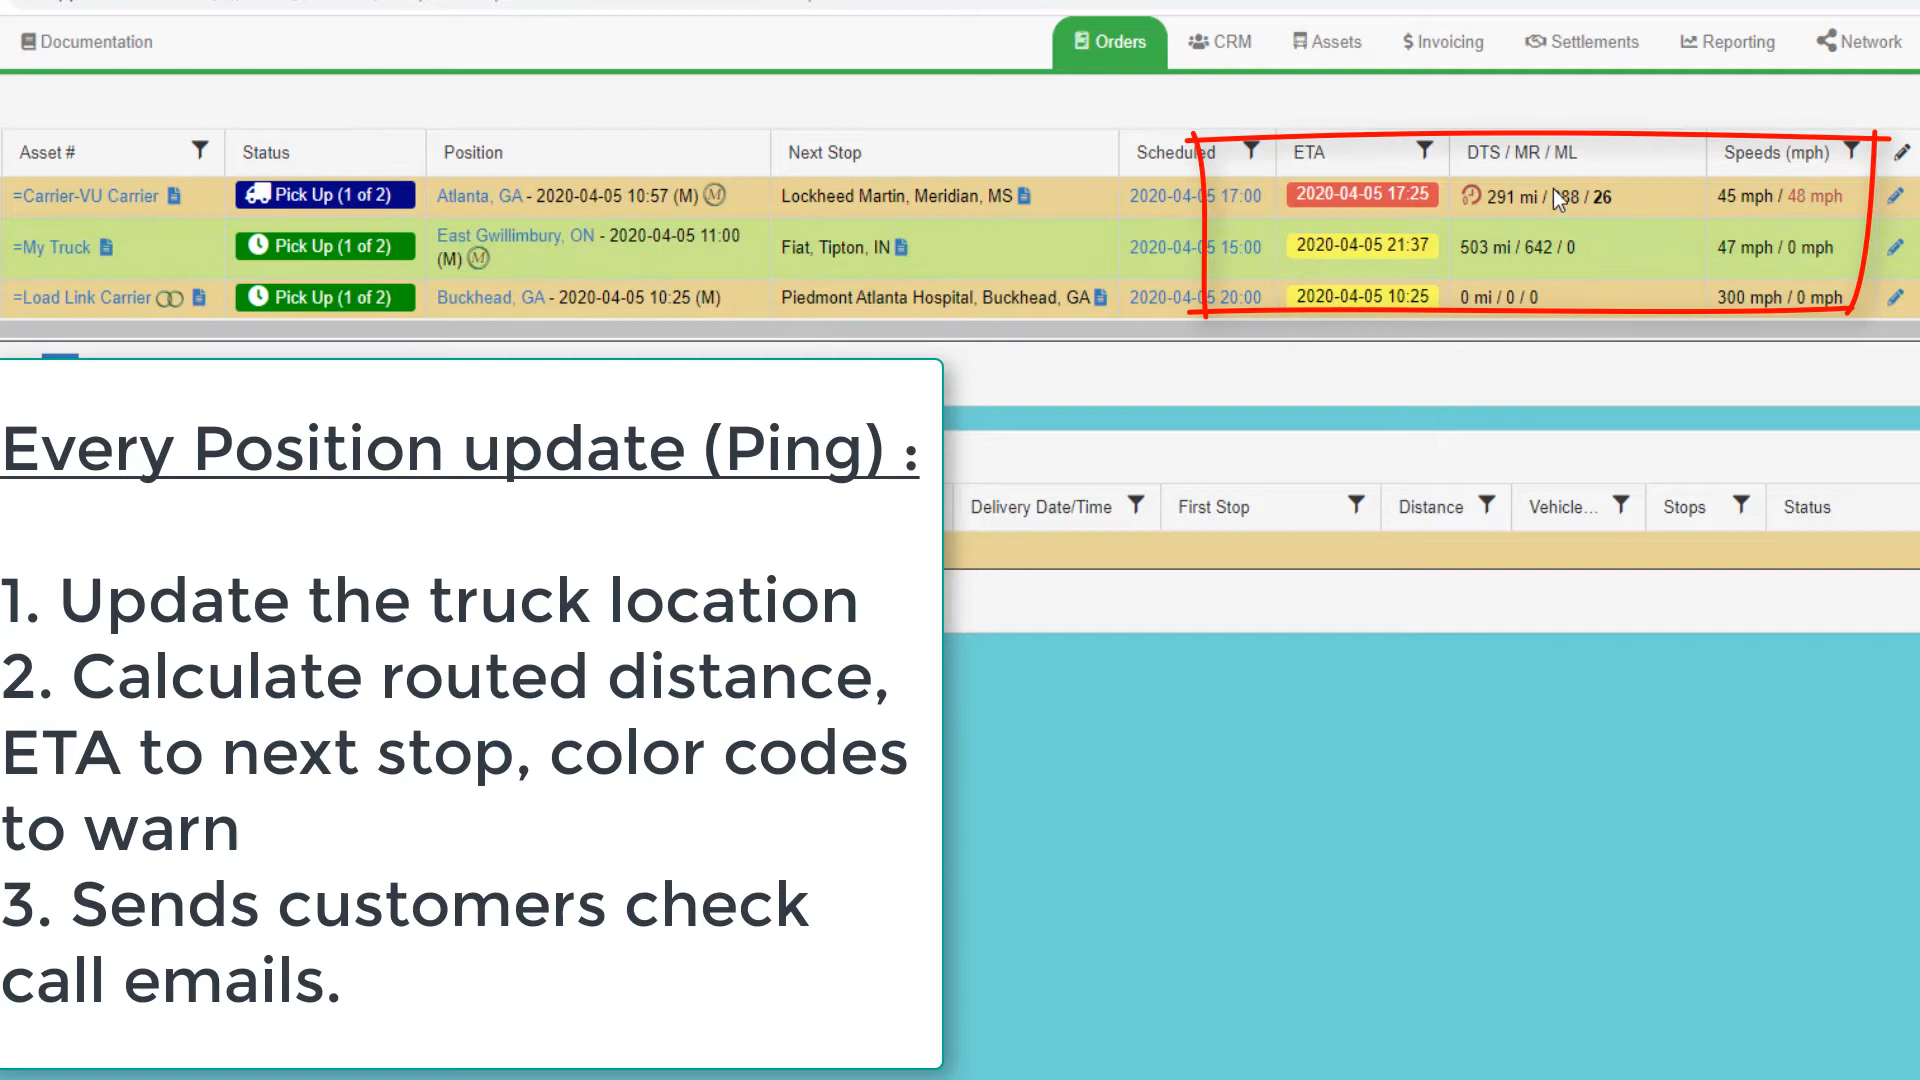 Documentation
Orders
CRM
Assets
$ Invoicing
Settlements
Reporting
Network
Asset #
Status
Position
Next Stop
Scheduled
ETA
DTS / MR / ML
Speeds (mph)
=Carrier-VU Carrier
Pick Up (1 of 2)
Atlanta, GA - 2020-04-05 10:57 (M) M
Lockheed Martin, Meridian, MS
2020-04-05 17:00
2020-04-05 17:25
291 mi / 88 / 26
45 mph / 48 mph
=My Truck
Pick Up (1 of 2)
East Gwillimbury, ON - 2020-04-05 11:00
(M) M
Fiat, Tipton, IN
2020-04-05 15:00
2020-04-05 21:37
503 mi / 642 / 0
47 mph / 0 mph
=Load Link Carrier
Pick Up (1 of 2)
Buckhead, GA - 2020-04-05 10:25 (M)
Piedmont Atlanta Hospital, Buckhead, GA
2020-04-05 20:00
2020-04-05 10:25
0 mi / 0 / 0
300 mph / 0 mph
Delivery Date/Time
First Stop
Distance
Vehicle...
Stops
Status
Every Position update (Ping) :
1. Update the truck location
2. Calculate routed distance,
ETA to next stop, color codes
to warn
3. Sends customers check
call emails.